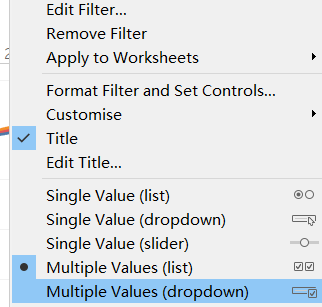 Edit Filter...
Remove Filter
Apply to Worksheets
Format Filter and Set Controls...
Customise
Title
Edit Title...
Single Value (list)
Single Value (dropdown)
Single Value (slider)
Multiple Values (list)
Multiple Values (dropdown)